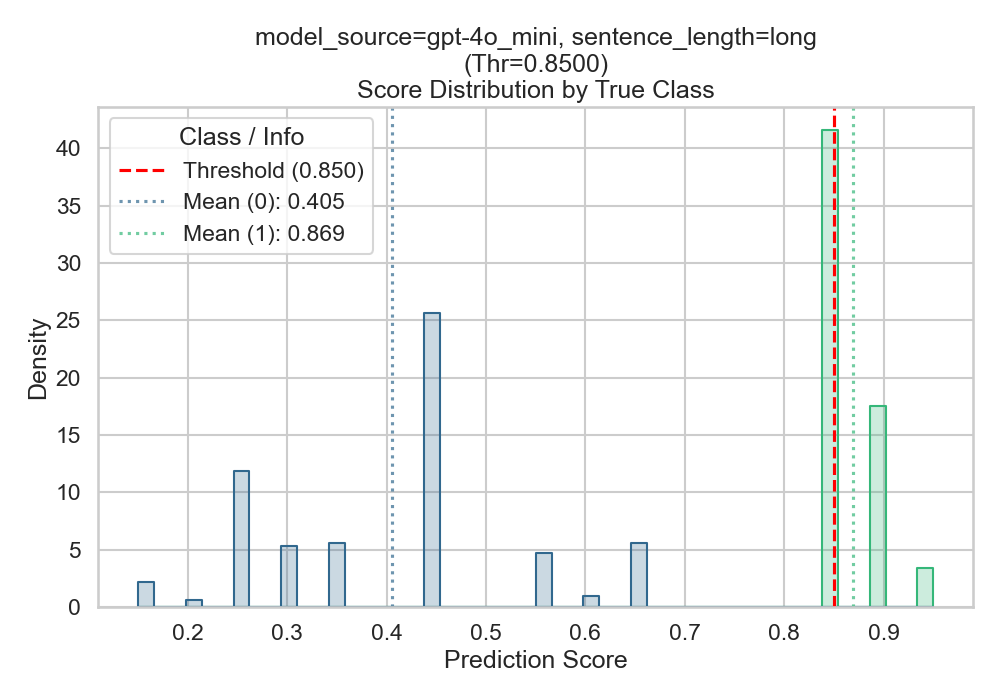 model_source=gpt-4o_mini, sentence_length=long
(Thr=0.8500)
Score Distribution by True Class
Class / Info
Threshold (0.850)
Mean (0): 0.405
Mean (1): 0.869
Density
40
35
30
25
20
15
10
5
0
0.2 0.3 0.4 0.5 0.6 0.7 0.8 0.9
Prediction Score